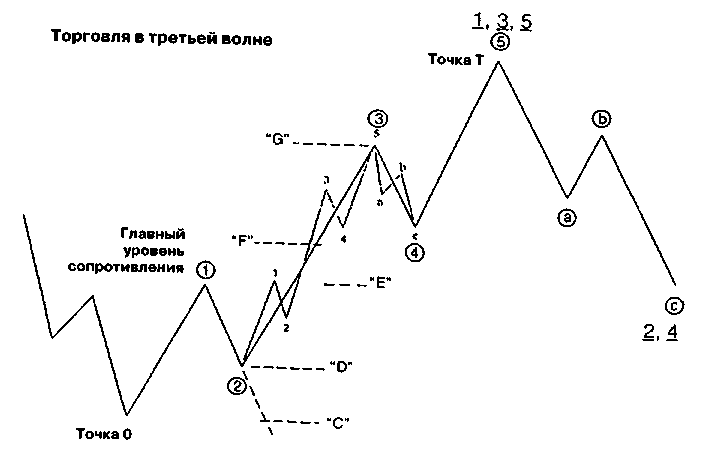 Торговля в третьей волне
1, 3, 5
5
Точка Т
3
5
"G"
b
3
a
b
Главный
уровень
сопротивления
"F"
4
c
4
a
1
1
"E"
2
c
2, 4
2
"D"
"C"
Точка 0